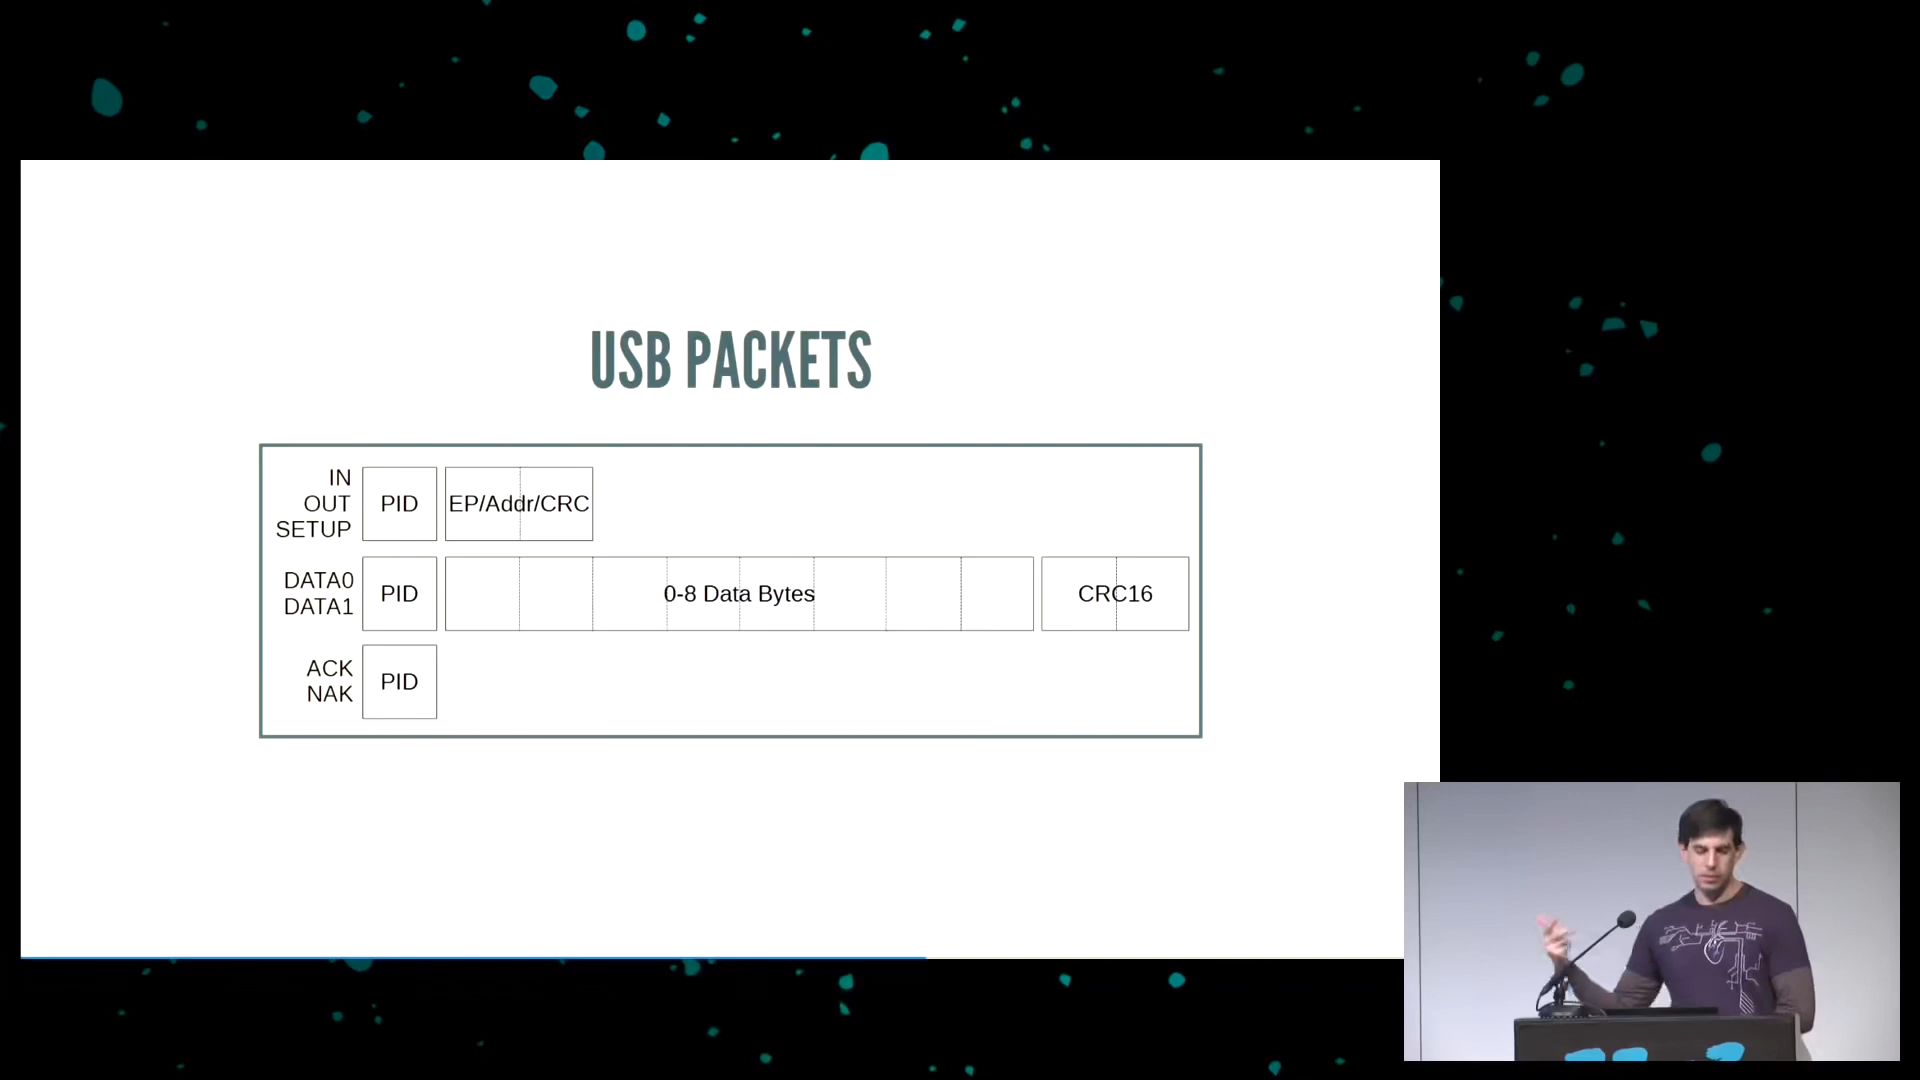 USB PACKETS
IN
OUT
SETUP
PID
EP/Addr/CRC
DATA0
DATA1
PID
0-8 Data Bytes
CRC16
ACK
NAK
PID